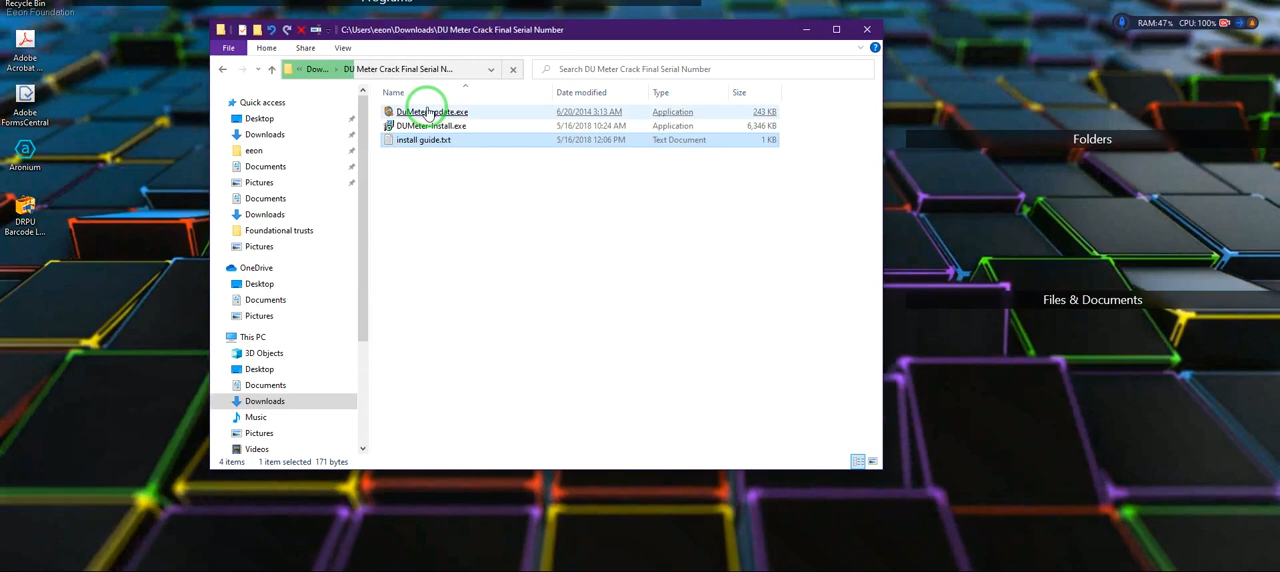 Recycle Bin
Eeon Foundation
Programs
C:\Users\eeon\Downloads\DU Meter Crack Final Serial Number
RAM:47% CPU:100%
File Home Share View
Dow... DU Meter Crack Final Serial N...
Search DU Meter Crack Final Serial Number
Name Date modified Type Size
6/20/2014 3:13 AM Application 243 KB
DUMeter-Install.exe 5/16/2018 10:24 AM Application 6,346 KB
install guide.txt 5/16/2018 12:06 PM Text Document 1 KB
Adobe
Acrobat ...
Adobe
FormsCentral
Aronium
DRPU
Barcode L...
Quick access
Desktop
Downloads
eeon
Documents
Pictures
Documents
Downloads
Foundational trusts
Pictures
OneDrive
Desktop
Documents
Pictures
This PC
3D Objects
Desktop
Documents
Downloads
Music
Pictures
Videos
4 items 1 item selected 171 bytes
Folders
Files & Documents